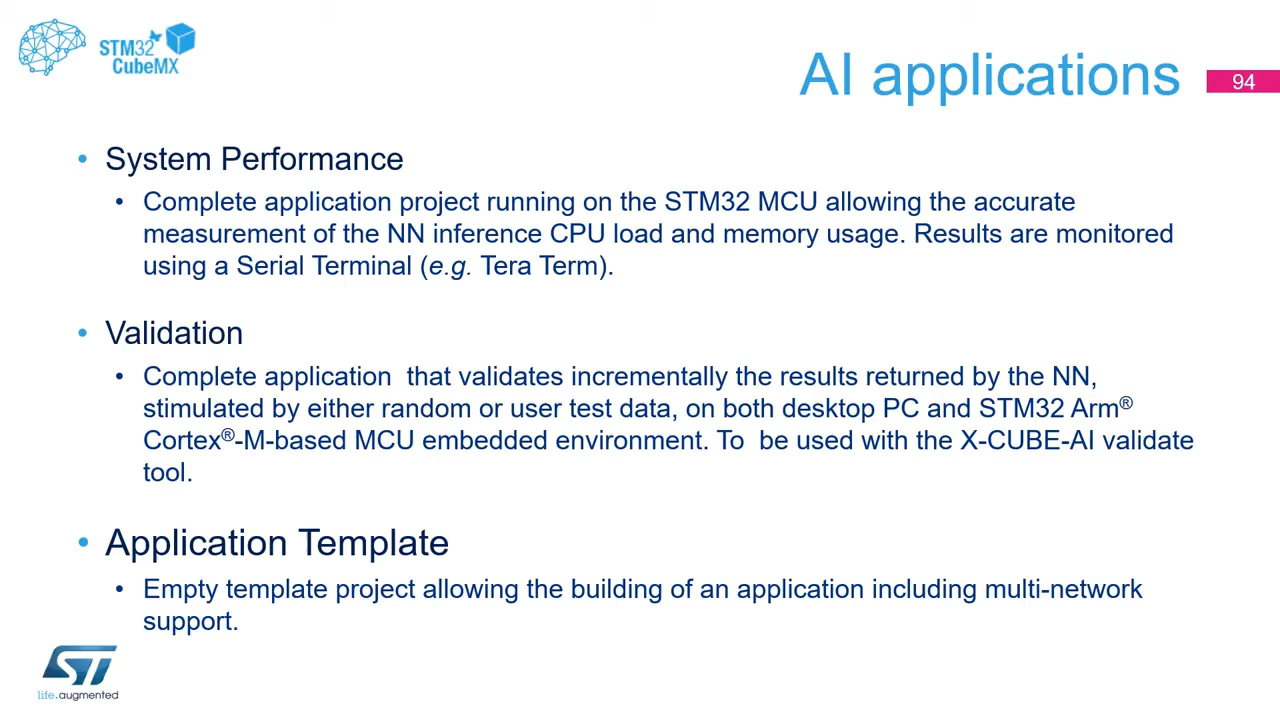 STM32
CubeMX
AI applications
94
• System Performance
• Complete application project running on the STM32 MCU allowing the accurate
measurement of the NN inference CPU load and memory usage. Results are monitored
using a Serial Terminal (e.g. Tera Term).
• Validation
• Complete application  that validates incrementally the results returned by the NN,
stimulated by either random or user test data, on both desktop PC and STM32 Arm®
Cortex®-M-based MCU embedded environment. To  be used with the X-CUBE-AI validate
tool.
• Application Template
• Empty template project allowing the building of an application including multi-network
support.
ST
life.augmented